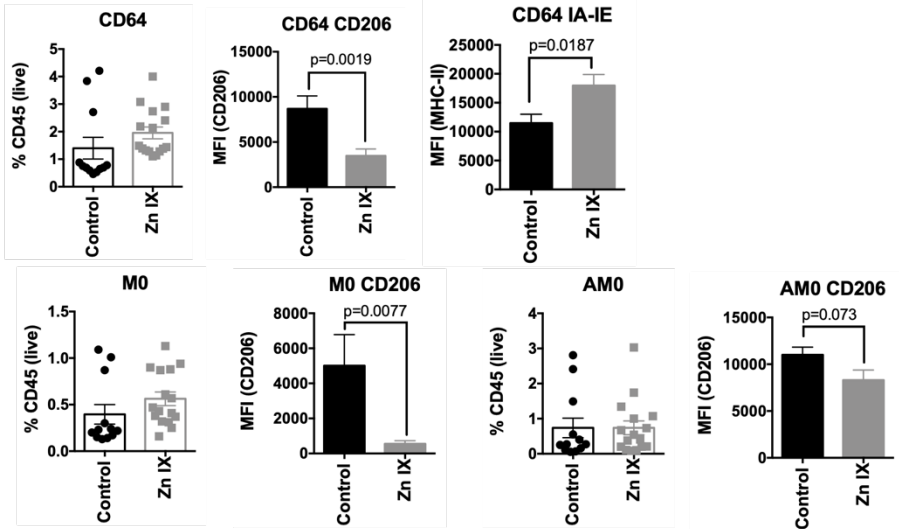 CD64
% CD45 (live)
5
4
3
2
1
0
Control
Zn IX
CD64 CD206
p=0.0019
MFI (CD206)
15000
10000
5000
0
Control
Zn IX
CD64 IA-IE
p=0.0187
MFI (MHC-II)
25000
20000
15000
10000
5000
0
Control
Zn IX
M0
% CD45 (live)
1.5
1.0
0.5
0.0
Control
Zn IX
M0 CD206
p=0.0077
MFI (CD206)
6000
4000
2000
0
Control
Zn IX
AM0
% CD45 (live)
4
3
2
1
0
Control
Zn IX
AM0 CD206
p=0.073
MFI (CD206)
15000
10000
5000
0
Control
Zn IX